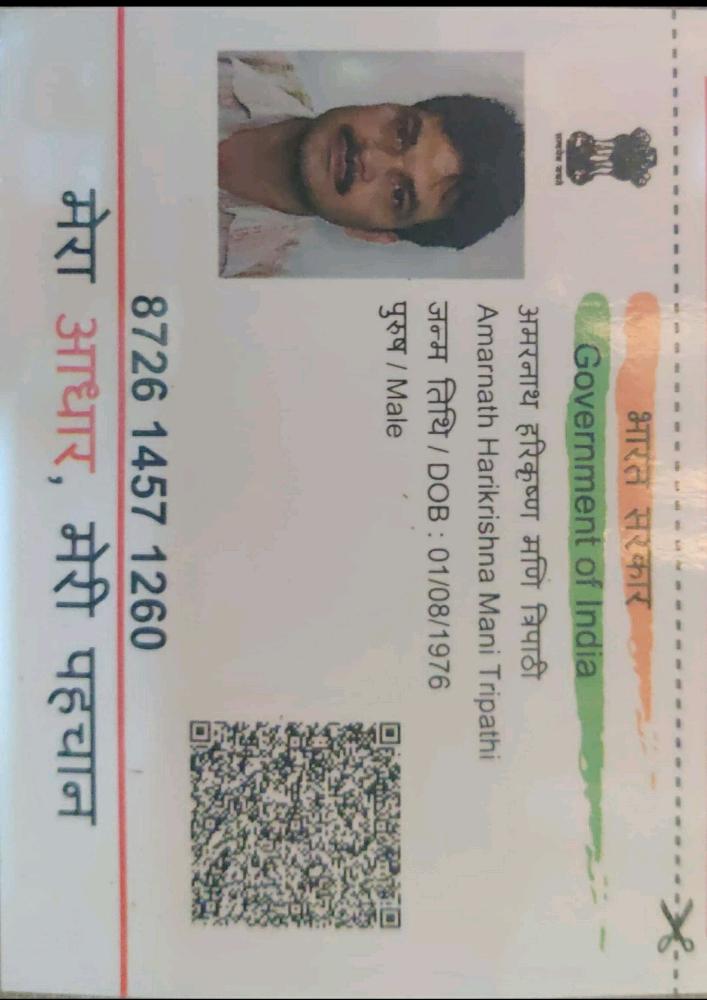 भारत सरकार
Government of India
अमरनाथ हरिकृष्ण मणि त्रिपाठी
Amarnath Harikrishna Mani Tripathi
जन्म तिथि / DOB : 01/08/1976
पुरुष / Male
8726 1457 1260
मेरा आधार, मेरी पहचान